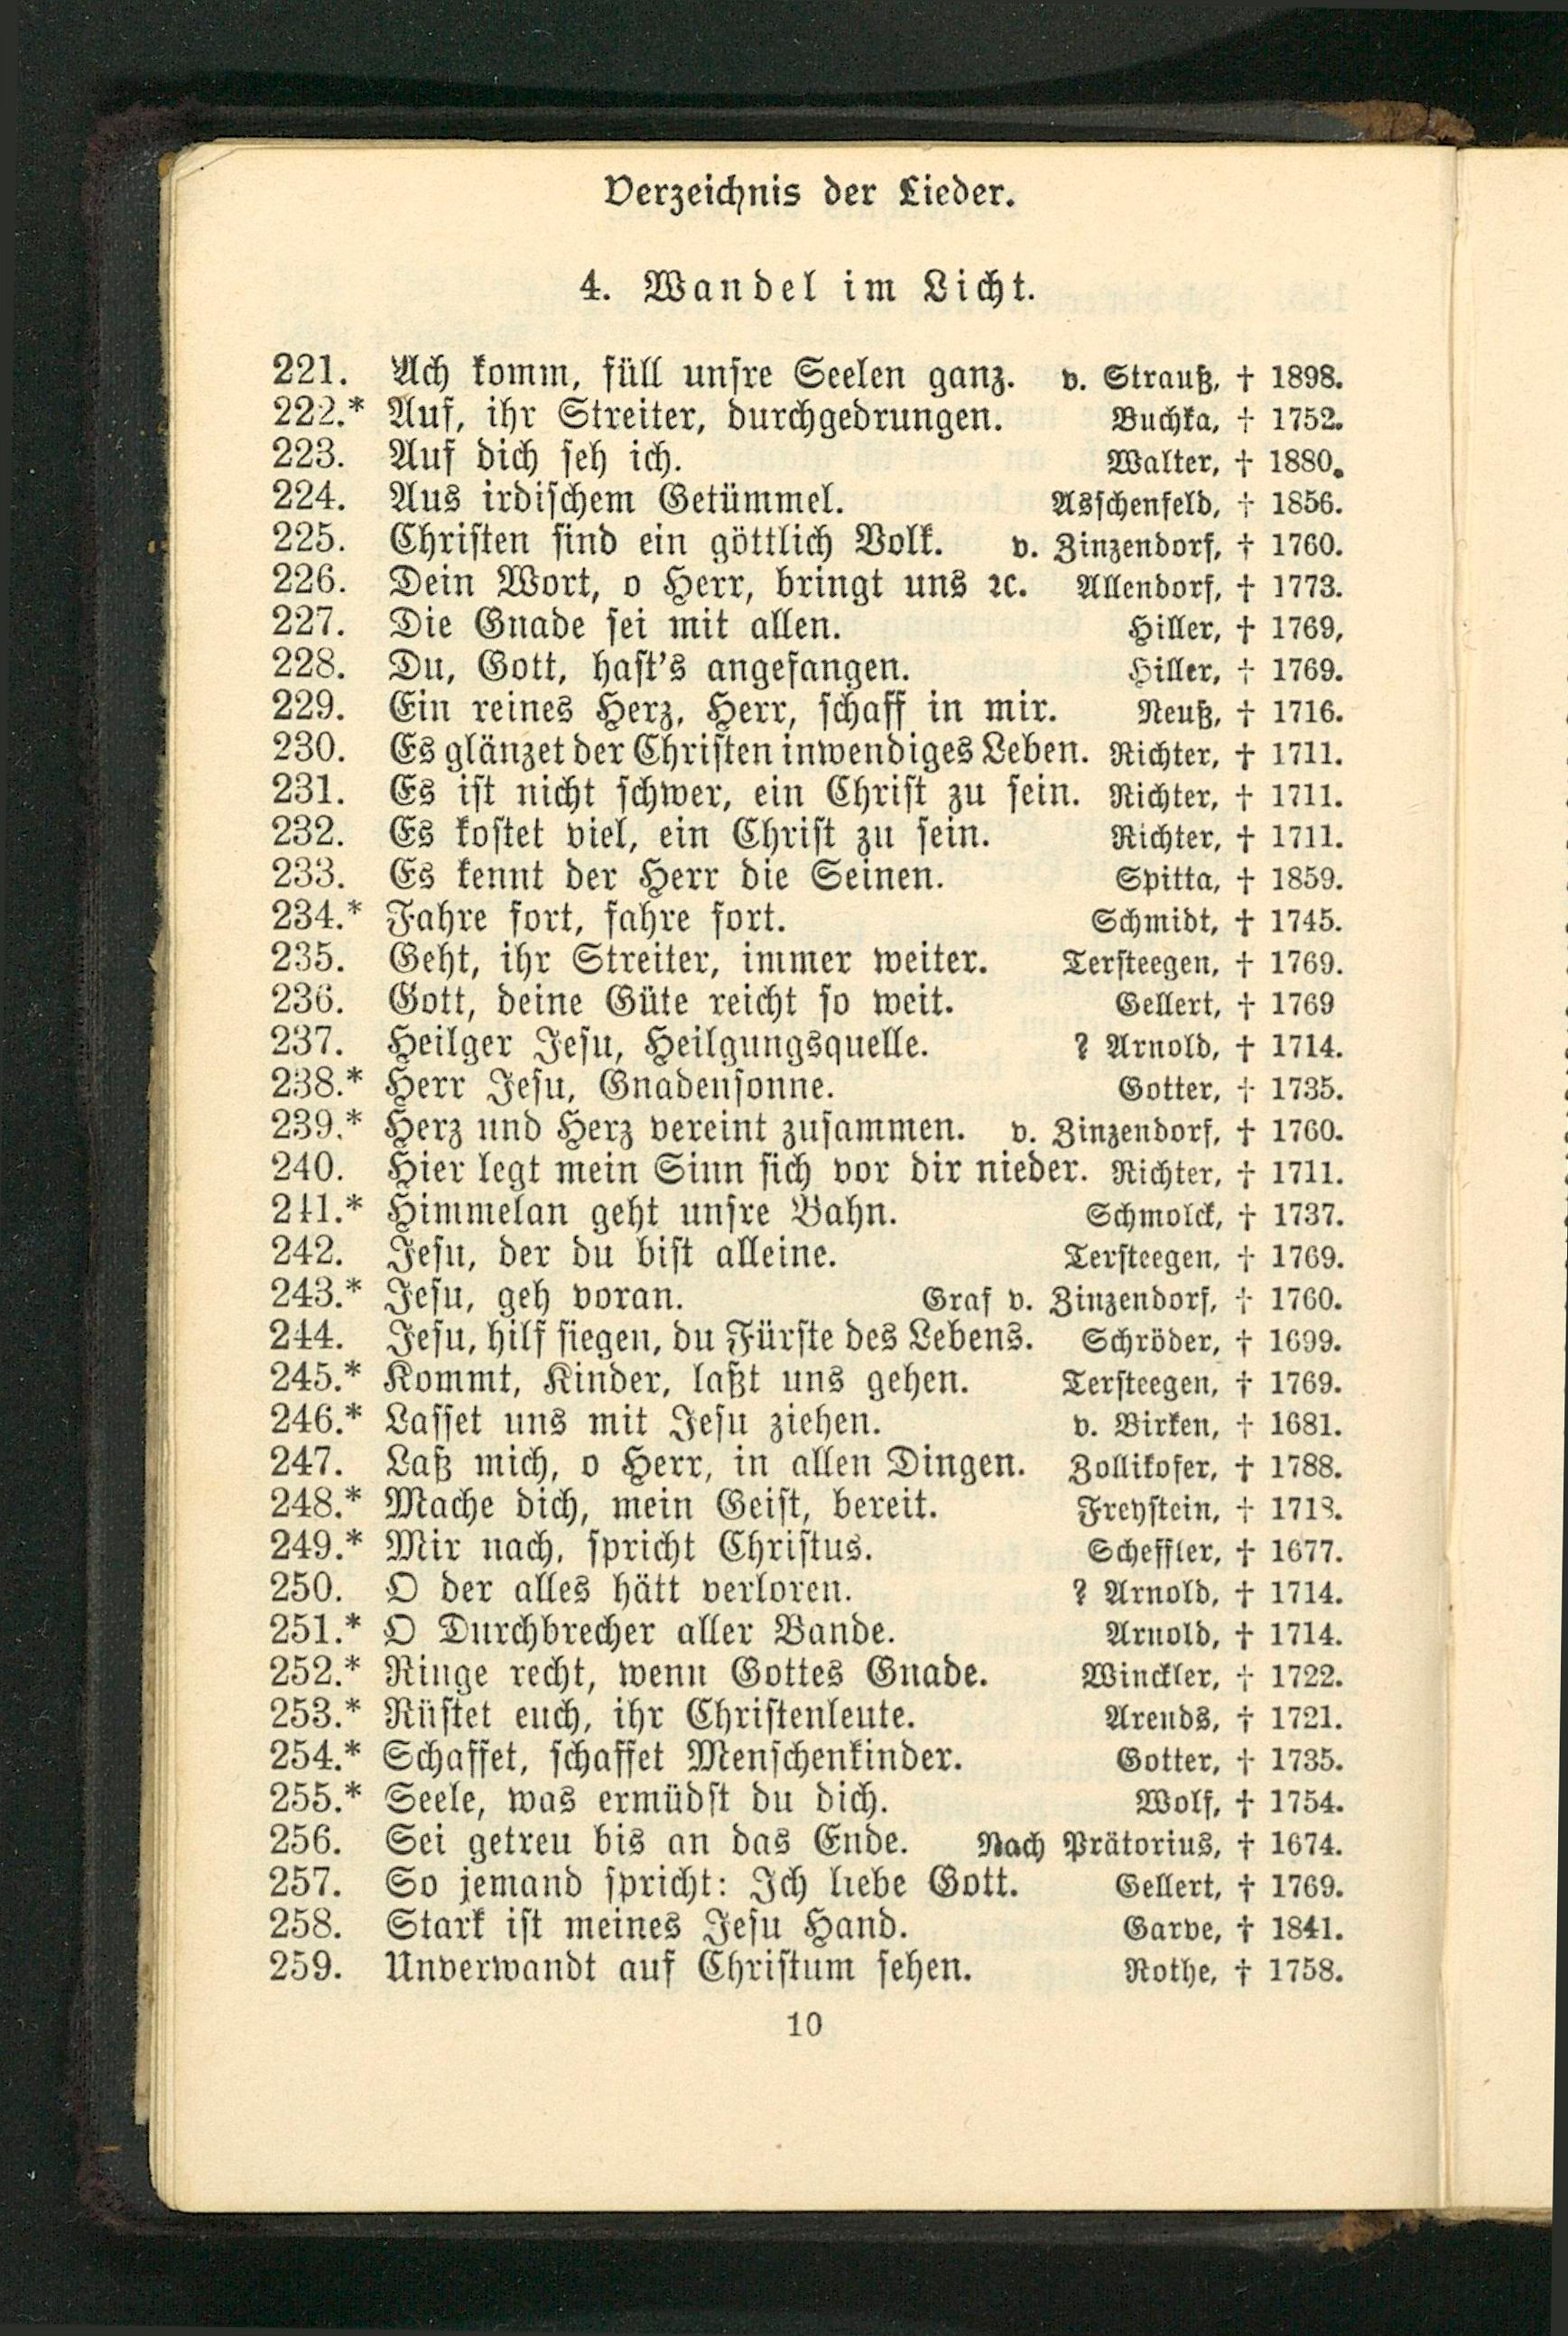 Verzeichnis der Lieder.
4. Wandel im Licht.
221. Ach komm, füll unsre Seelen ganz. v. Strauß, † 1898.
222.* Auf, ihr Streiter, durchgedrungen. Buchka, † 1752.
223. Auf dich seh ich. Walter, † 1880.
224. Aus irdischem Getümmel. Asschenfeld, † 1856.
225. Christen sind ein göttlich Volk. v. Zinzendorf, † 1760.
226. Dein Wort, o Herr, bringt uns ꝛc. Allendorf, † 1773.
227. Die Gnade sei mit allen. Hiller, † 1769,
228. Du, Gott, hast's angefangen. Hiller, † 1769.
229. Ein reines Herz, Herr, schaff in mir. Neuß, † 1716.
230. Es glänzet der Christen inwendiges Leben. Richter, † 1711.
231. Es ist nicht schwer, ein Christ zu sein. Richter, † 1711.
232. Es kostet viel, ein Christ zu sein. Richter, † 1711.
233. Es kennt der Herr die Seinen. Spitta, † 1859.
234.* Fahre fort, fahre fort. Schmidt, † 1745.
235. Geht, ihr Streiter, immer weiter. Tersteegen, † 1769.
236. Gott, deine Güte reicht so weit. Gellert, † 1769
237. Heilger Jesu, Heilgungsquelle. ? Arnold, † 1714.
238.* Herr Jesu, Gnadensonne. Gotter, † 1735.
239.* Herz und Herz vereint zusammen. v. Zinzendorf, † 1760.
240. Hier legt mein Sinn sich vor dir nieder. Richter, † 1711.
241.* Himmelan geht unsre Bahn. Schmolck, † 1737.
242. Jesu, der du bist alleine. Tersteegen, † 1769.
243.* Jesu, geh voran. Graf v. Zinzendorf, † 1760.
244. Jesu, hilf siegen, du Fürste des Lebens. Schröder, † 1699.
245.* Kommt, Kinder, laßt uns gehen. Tersteegen, † 1769.
246.* Lasset uns mit Jesu ziehen. v. Birken, † 1681.
247. Laß mich, o Herr, in allen Dingen. Zollikofer, † 1788.
248.* Mache dich, mein Geist, bereit. Freystein, † 1718.
249.* Mir nach, spricht Christus. Scheffler, † 1677.
250. O der alles hätt verloren. ? Arnold, † 1714.
251.* O Durchbrecher aller Bande. Arnold, † 1714.
252.* Ringe recht, wenn Gottes Gnade. Winckler, † 1722.
253.* Rüstet euch, ihr Christenleute. Arends, † 1721.
254.* Schaffet, schaffet Menschenkinder. Gotter, † 1735.
255.* Seele, was ermüdst du dich. Wolf, † 1754.
256. Sei getreu bis an das Ende. Nach Prätorius, † 1674.
257. So jemand spricht: Ich liebe Gott. Gellert, † 1769.
258. Stark ist meines Jesu Hand. Garve, † 1841.
259. Unverwandt auf Christum sehen. Rothe, † 1758.
10